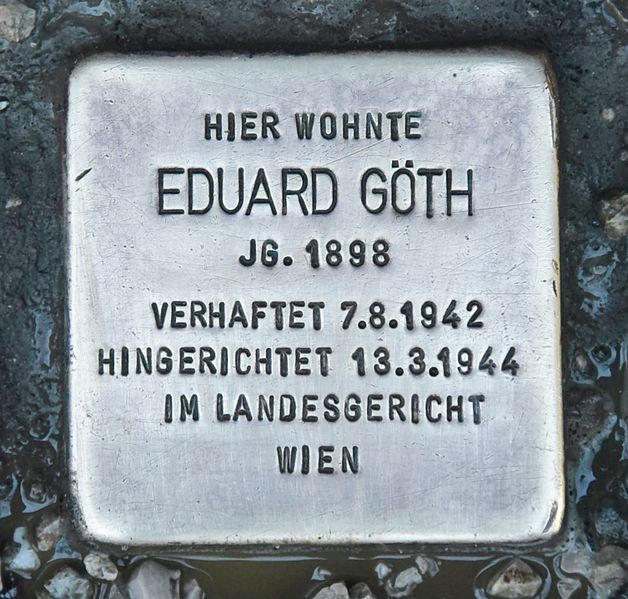 HIER WOHNTE
EDUARD GÖTH
JG. 1898
VERHAFTET 7.8.1942
HINGERICHTET 13.3.1944
IM LANDESGERICHT
WIEN